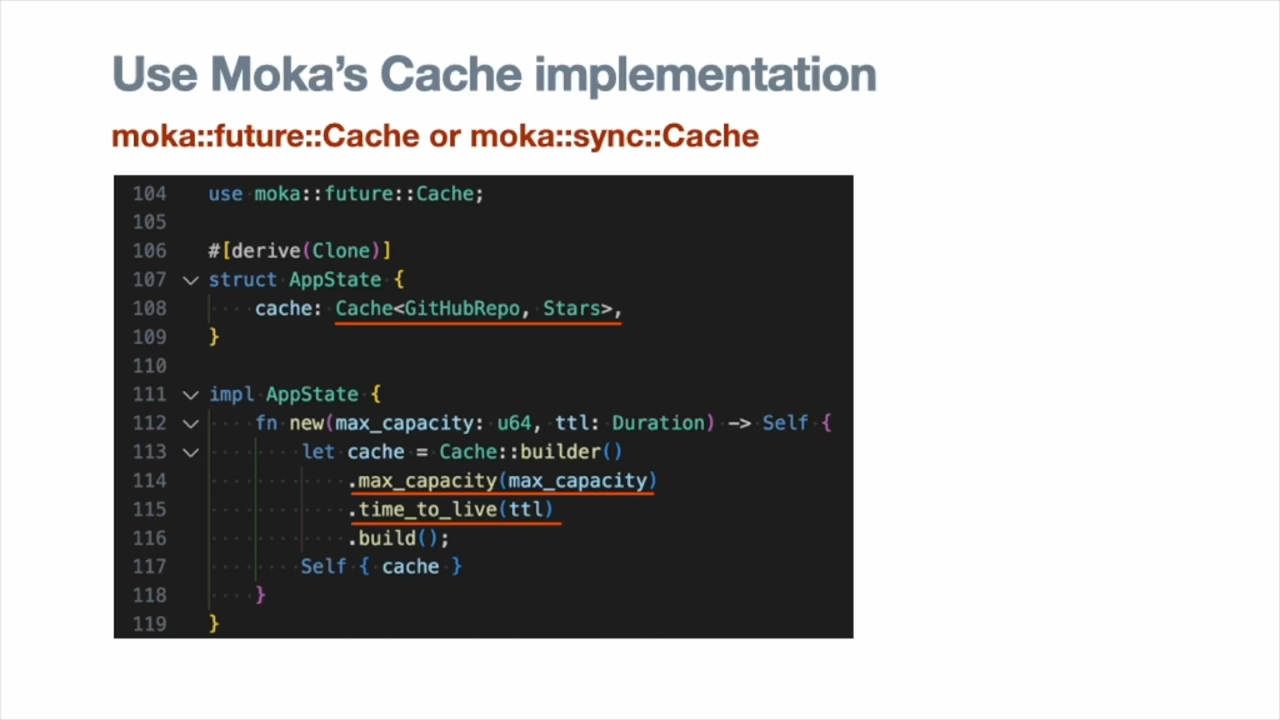 Use Moka’s Cache implementation
moka::future::Cache or moka::sync::Cache
104 use moka::future::Cache;
105
106 #[derive(Clone)]
107 struct AppState {
108     cache: Cache<GitHubRepo, Stars>,
109 }
110
111 impl AppState {
112     fn new(max_capacity: u64, ttl: Duration) -> Self {
113         let cache = Cache::builder()
114             .max_capacity(max_capacity)
115             .time_to_live(ttl)
116             .build();
117         Self { cache }
118     }
119 }